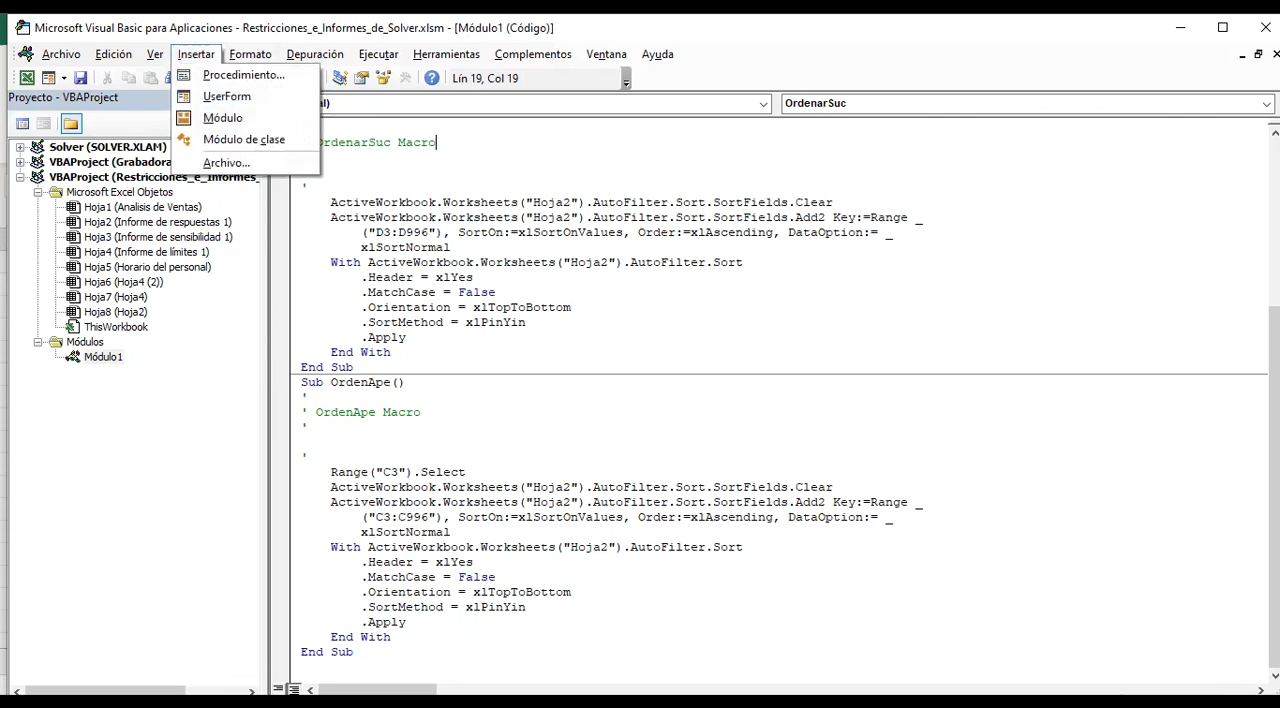 Microsoft Visual Basic para Aplicaciones - Restricciones_e_Informes_de_Solver.xlsm - [Módulo1 (Código)]
Archivo Edición Ver Insertar Formato Depuración Ejecutar Herramientas Complementos Ventana Ayuda
Lín 19, Col 19
Procedimiento...
UserForm
Módulo
Módulo de clase
Archivo...
Proyecto - VBAProject
Solver (SOLVER.XLAM)
VBAProject (Grabadora
VBAProject (Restricciones_e_Informes_
Microsoft Excel Objetos
Hoja1 (Analisis de Ventas)
Hoja2 (Informe de respuestas 1)
Hoja3 (Informe de sensibilidad 1)
Hoja4 (Informe de límites 1)
Hoja5 (Horario del personal)
Hoja6 (Hoja4 (2))
Hoja7 (Hoja4)
Hoja8 (Hoja2)
ThisWorkbook
Módulos
Módulo1
al) OrdenarSuc
OrdenarSuc Macro
'
ActiveWorkbook.Worksheets("Hoja2").AutoFilter.Sort.SortFields.Clear
ActiveWorkbook.Worksheets("Hoja2").AutoFilter.Sort.SortFields.Add2 Key:=Range _
("D3:D996"), SortOn:=xlSortOnValues, Order:=xlAscending, DataOption:= _
xlSortNormal
With ActiveWorkbook.Worksheets("Hoja2").AutoFilter.Sort
.Header = xlYes
.MatchCase = False
.Orientation = xlTopToBottom
.SortMethod = xlPinYin
.Apply
End With
End Sub
Sub OrdenApe()
'
' OrdenApe Macro
'
'
Range("C3").Select
ActiveWorkbook.Worksheets("Hoja2").AutoFilter.Sort.SortFields.Clear
ActiveWorkbook.Worksheets("Hoja2").AutoFilter.Sort.SortFields.Add2 Key:=Range _
("C3:C996"), SortOn:=xlSortOnValues, Order:=xlAscending, DataOption:= _
xlSortNormal
With ActiveWorkbook.Worksheets("Hoja2").AutoFilter.Sort
.Header = xlYes
.MatchCase = False
.Orientation = xlTopToBottom
.SortMethod = xlPinYin
.Apply
End With
End Sub